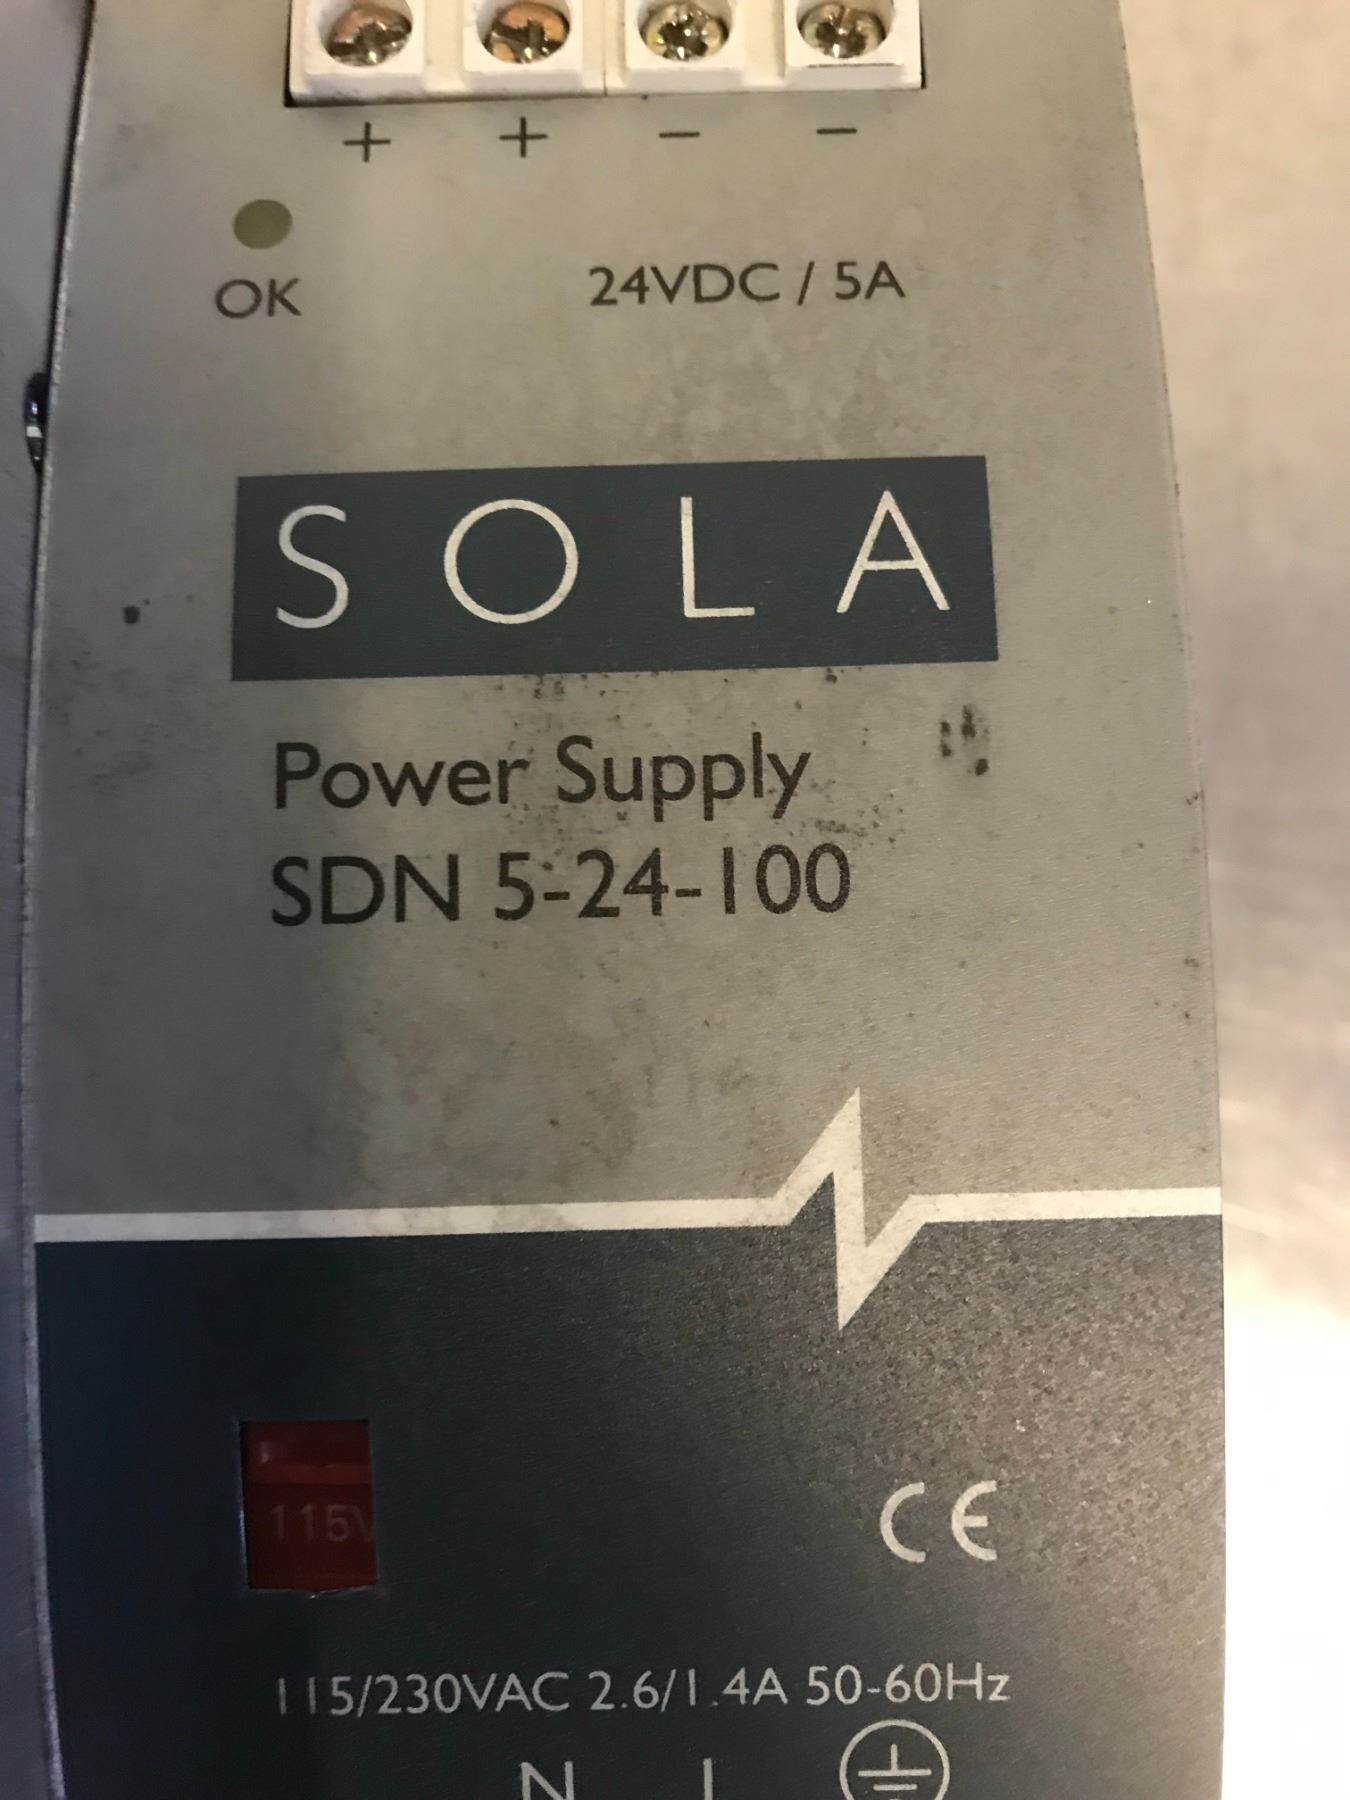 + + − −
OK
24VDC / 5A
SOLA
Power Supply
SDN 5-24-100
115V
CE
115/230VAC 2.6/1.4A 50-60Hz
N L